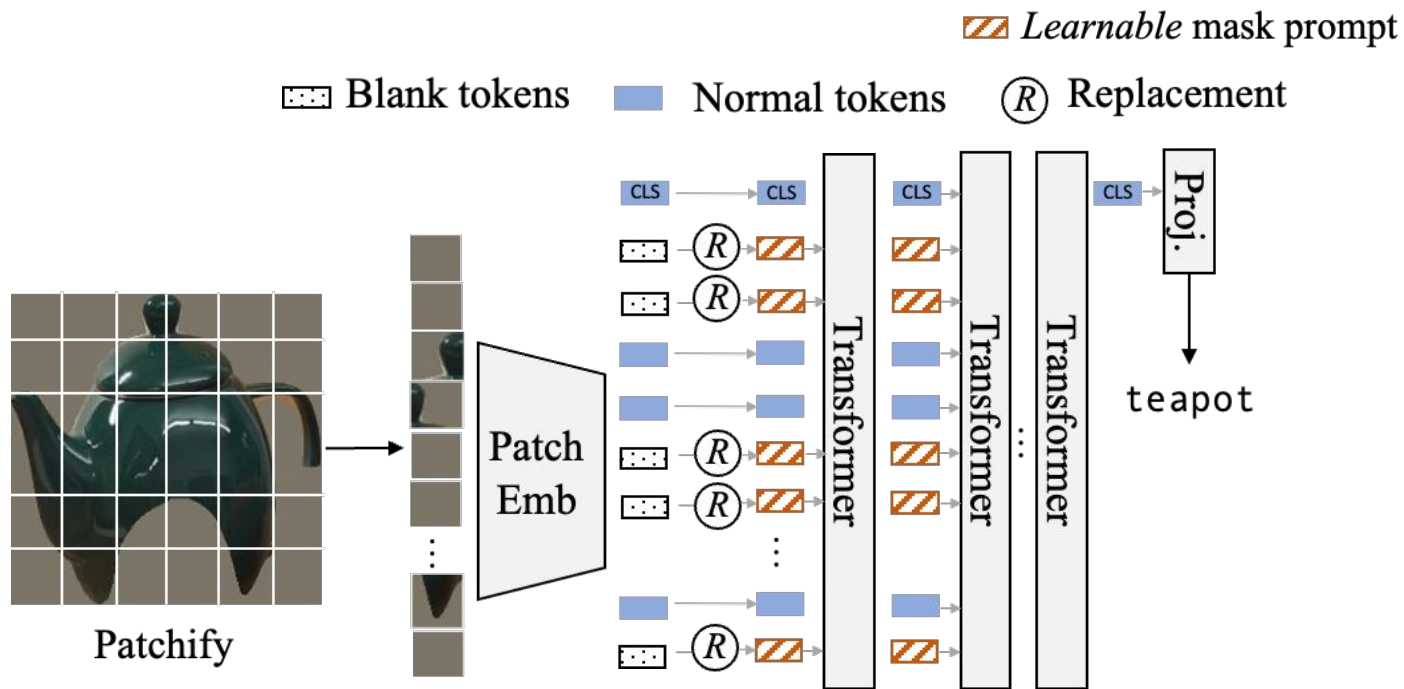 Learnable mask prompt
Blank tokens Normal tokens R Replacement
CLS CLS CLS CLS
R
R
R
R
R
Patchify
Patch
Emb
Transformer
Transformer
...
Transformer
Proj.
teapot